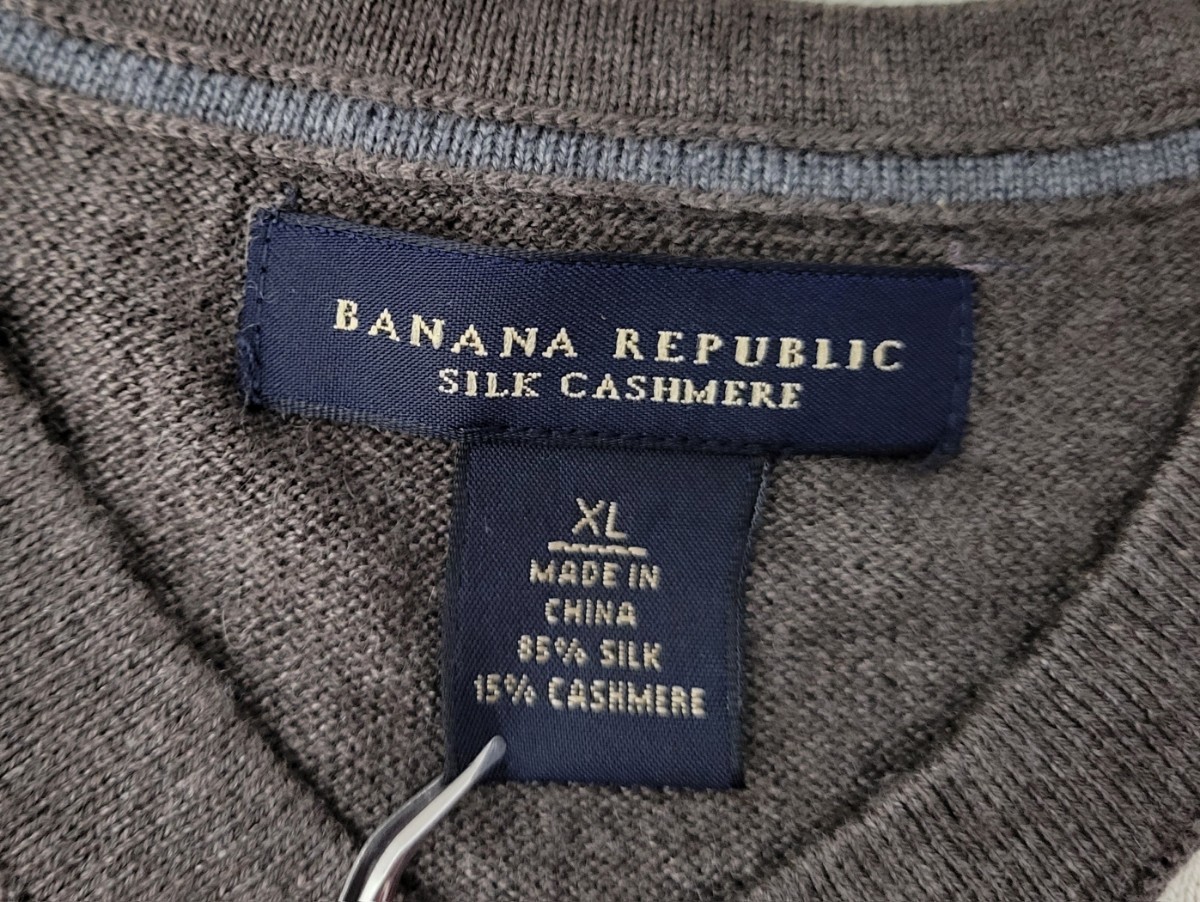 BANANA REPUBLIC
SILK CASHMERE
XL
MADE IN
CHINA
85% SILK
15% CASHMERE